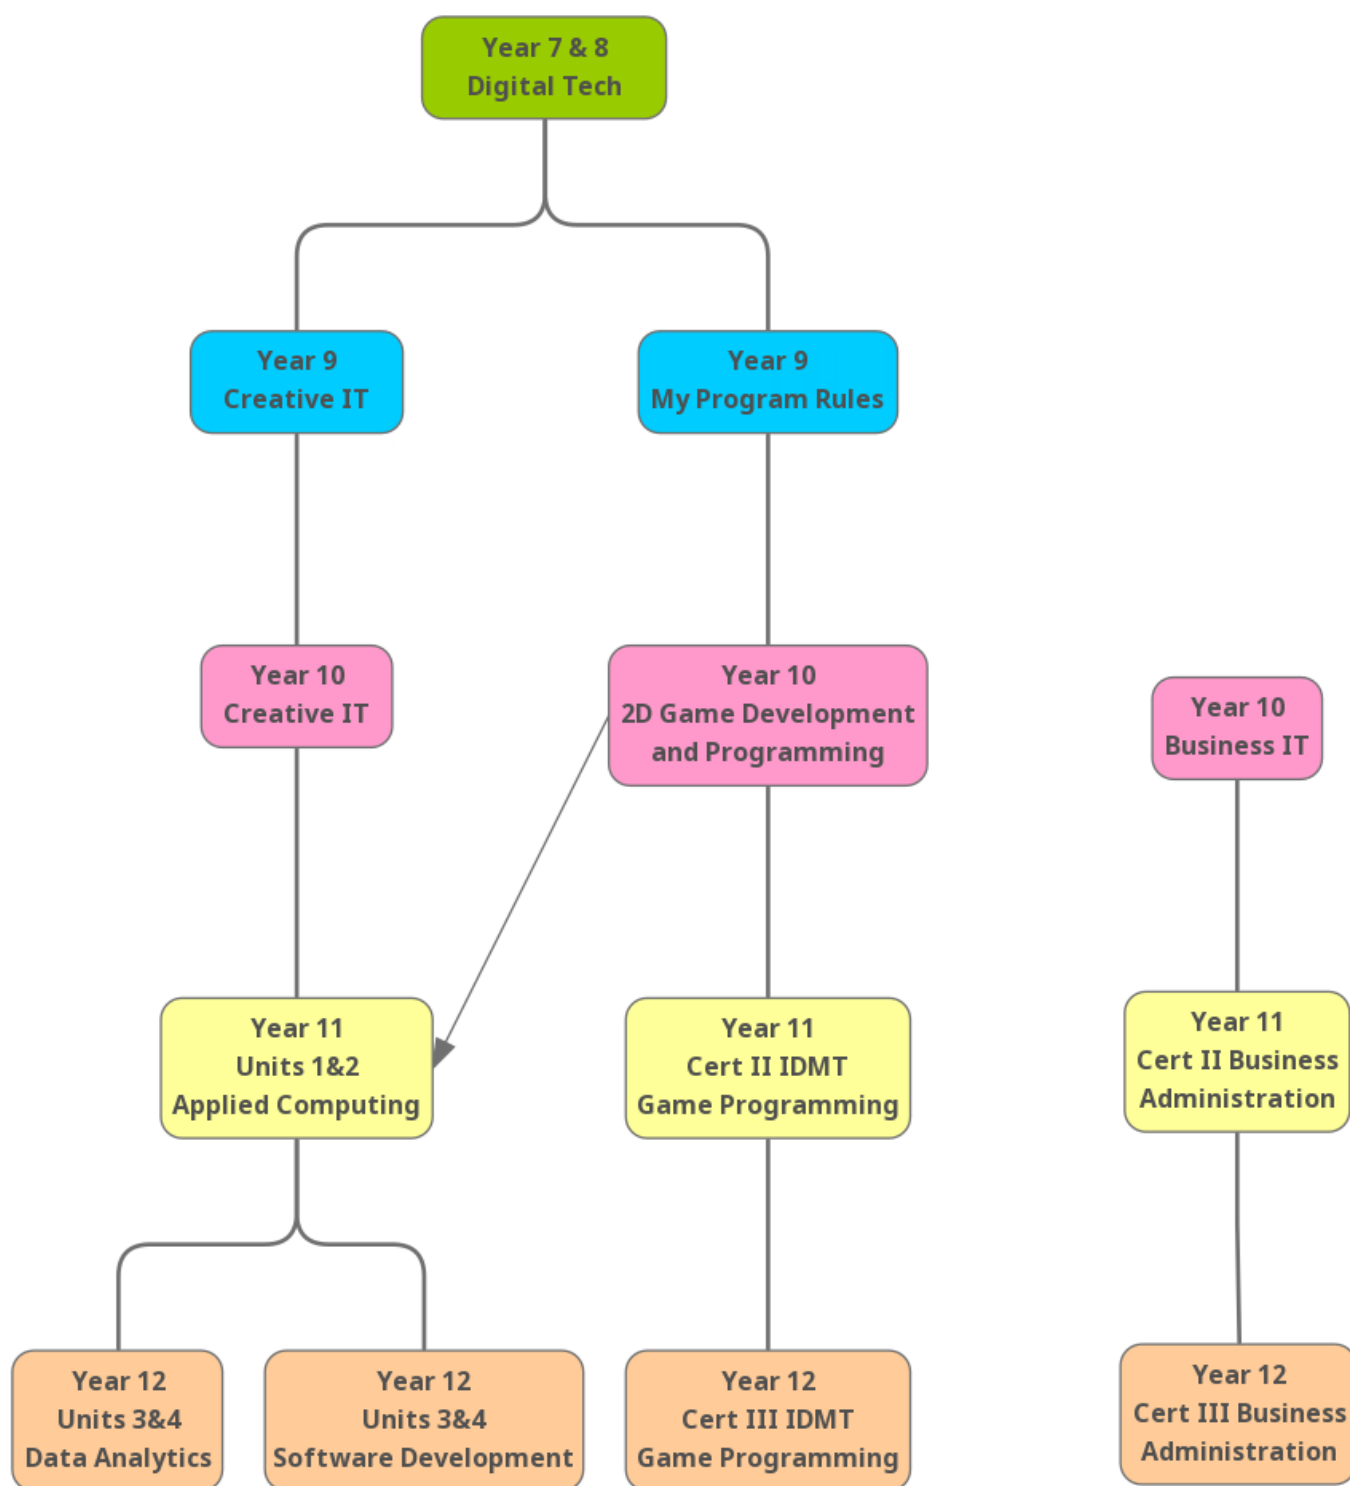 Year 7 & 8
Digital Tech
Year 9
Creative IT
Year 9
My Program Rules
Year 10
Creative IT
Year 10
2D Game Development
and Programming
Year 10
Business IT
Year 11
Units 1&2
Applied Computing
Year 11
Cert II IDMT
Game Programming
Year 11
Cert II Business
Administration
Year 12
Units 3&4
Data Analytics
Year 12
Units 3&4
Software Development
Year 12
Cert III IDMT
Game Programming
Year 12
Cert III Business
Administration